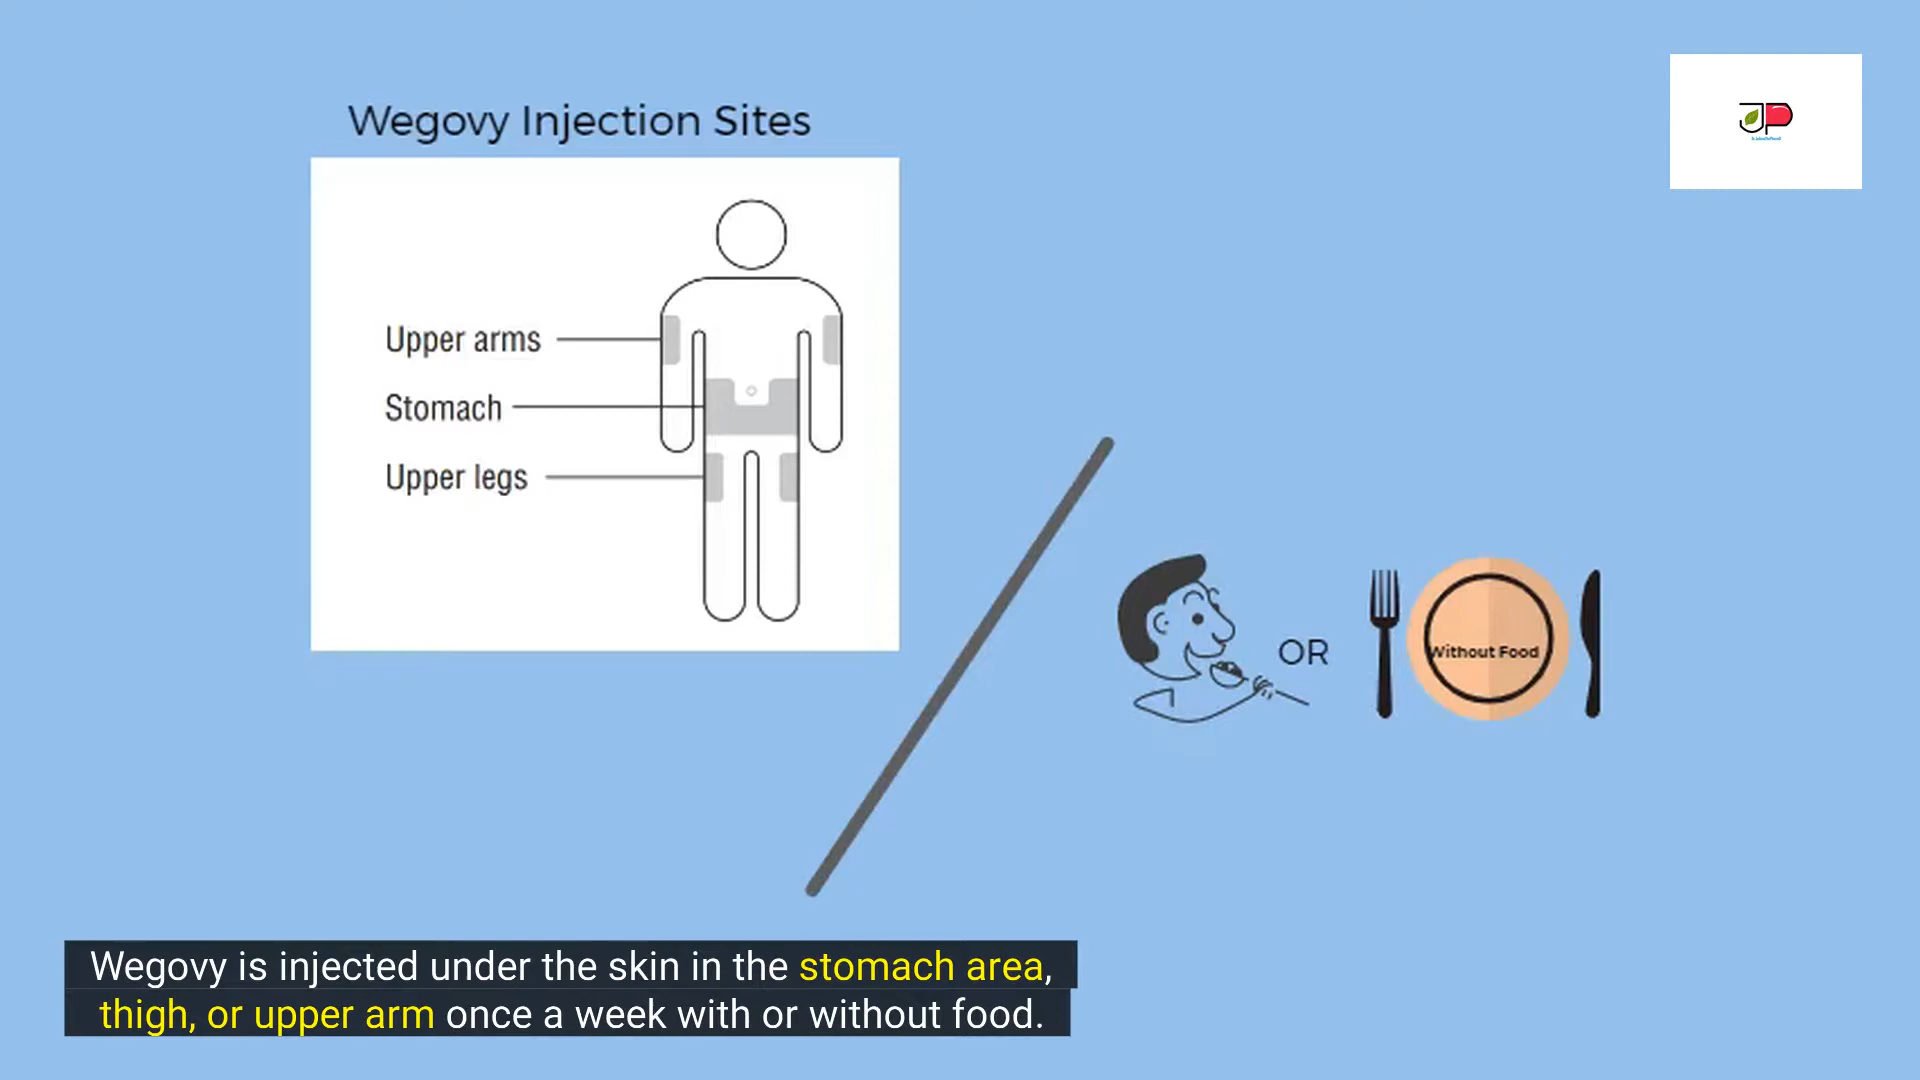 Wegovy Injection Sites
JP
Upper arms
Stomach
Upper legs
OR
Without Food
Wegovy is injected under the skin in the stomach area,
thigh, or upper arm once a week with or without food.